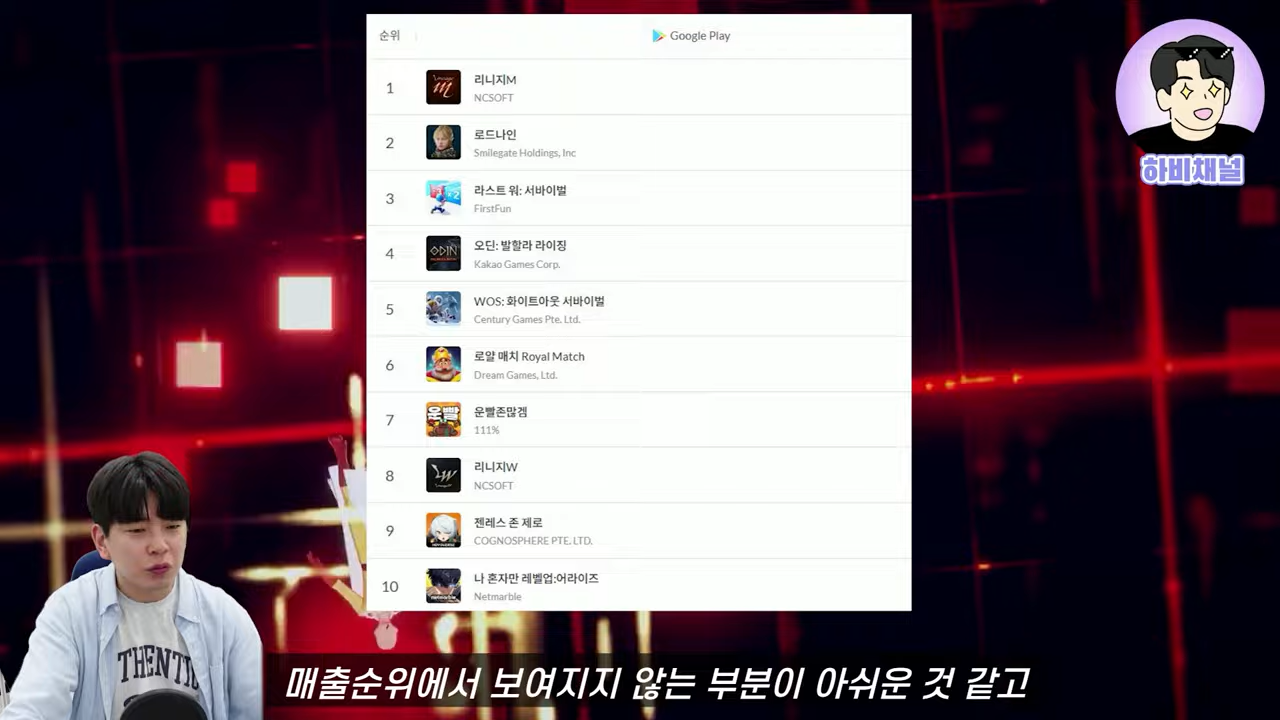 순위
Google Play
1
리니지M
NCSOFT
2
로드나인
Smilegate Holdings, Inc
3
라스트 워: 서바이벌
FirstFun
4
ODIN
오딘: 발할라 라이징
Kakao Games Corp.
5
WOS: 화이트아웃 서바이벌
Century Games Pte. Ltd.
6
로얄 매치 Royal Match
Dream Games, Ltd.
7
운빨
운빨존많겜
111%
8
리니지W
NCSOFT
9
젠레스 존 제로
COGNOSPHERE PTE. LTD.
10
netmarble
나 혼자만 레벨업:어라이즈
Netmarble
하비채널
THENTIC
매출순위에서 보여지지 않는 부분이 아쉬운 것 같고